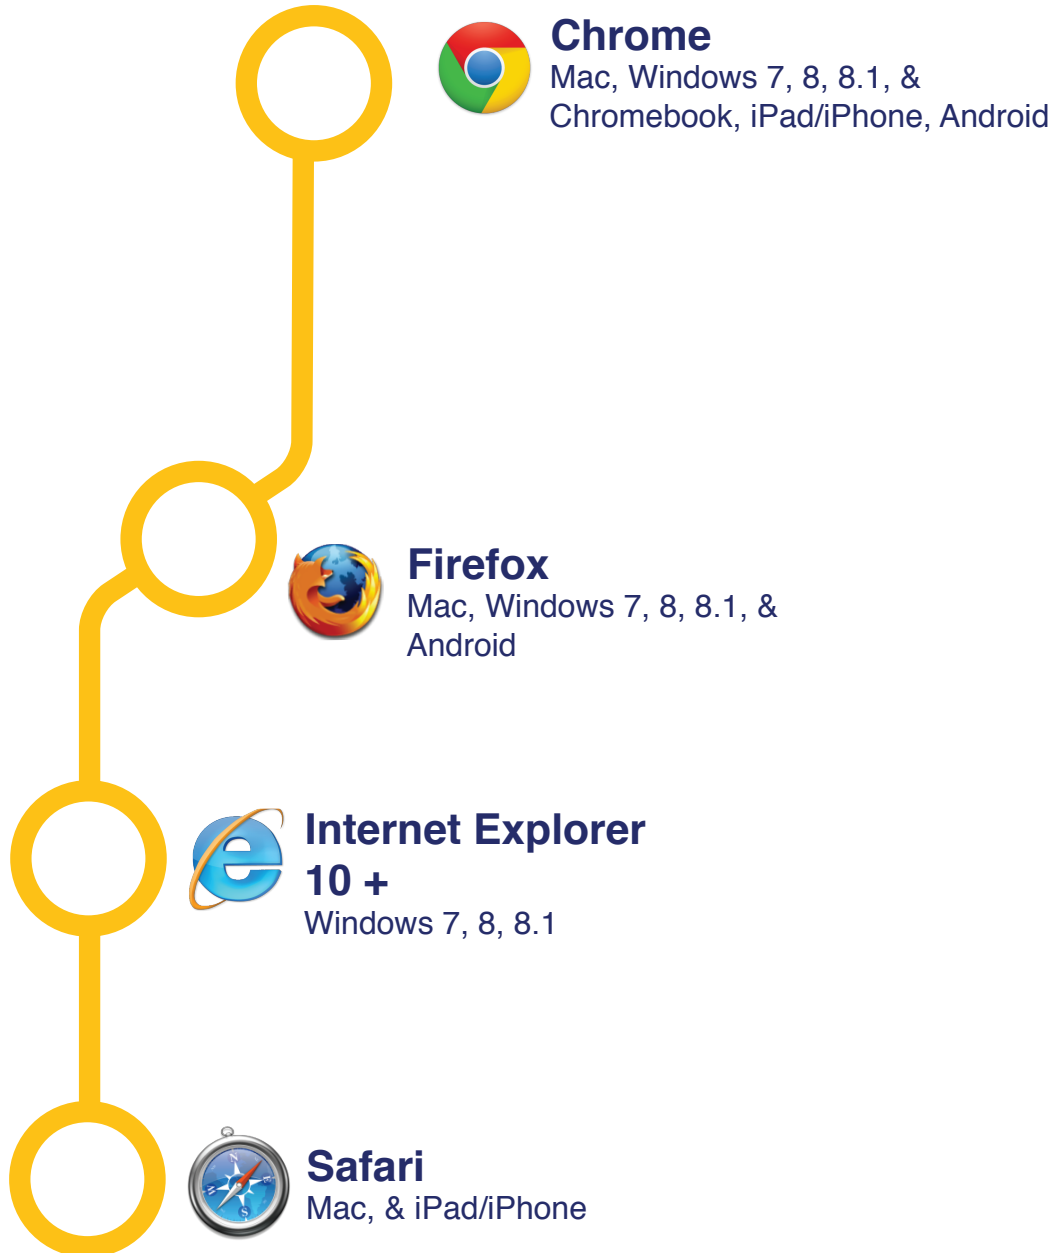 Chrome
Mac, Windows 7, 8, 8.1, &
Chromebook, iPad/iPhone, Android
Firefox
Mac, Windows 7, 8, 8.1, &
Android
Internet Explorer
10 +
Windows 7, 8, 8.1
N
E
W
S
Safari
Mac, & iPad/iPhone